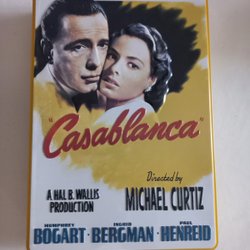 "Casablanca"
Directed by
A HAL B. WALLIS
PRODUCTION
MICHAEL CURTIZ
HUMPHREY INGRID PAUL
BOGART BERGMAN HENREID